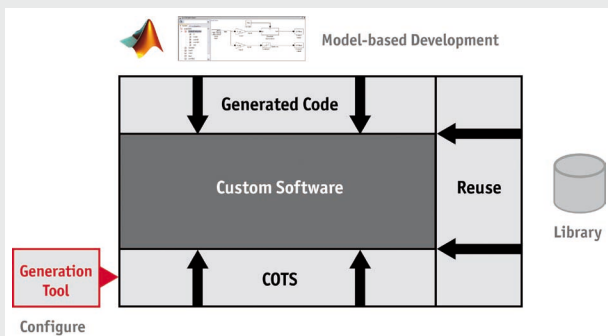 Model-based Development
Generated Code
Custom Software
Reuse
Library
Generation
Tool
COTS
Configure